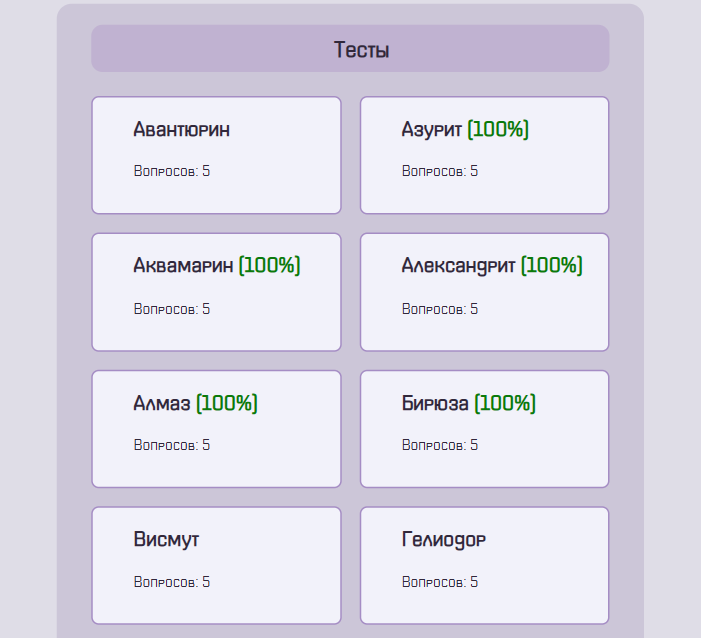 Тесты
Авантюрин
Вопросов: 5
Азурит (100%)
Вопросов: 5
Аквамарин (100%)
Вопросов: 5
Александрит (100%)
Вопросов: 5
Алмаз (100%)
Вопросов: 5
Бирюза (100%)
Вопросов: 5
Висмут
Вопросов: 5
Гелиодор
Вопросов: 5